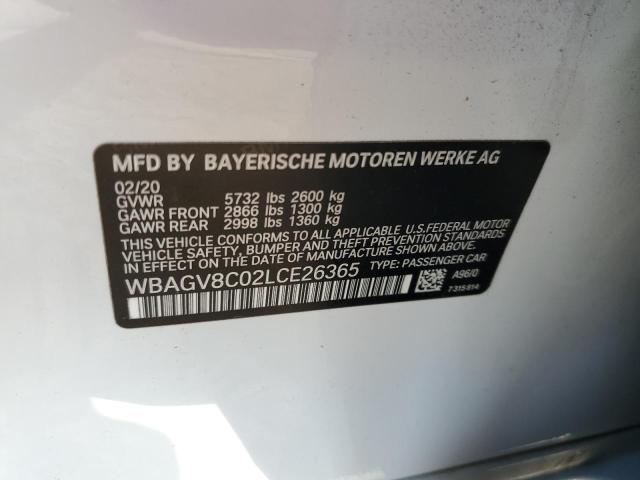 MFD BY BAYERISCHE MOTOREN WERKE AG
02/20
GVWR 5732 lbs 2600 kg
GAWR FRONT 2866 lbs 1300 kg
GAWR REAR 2998 lbs 1360 kg
THIS VEHICLE CONFORMS TO ALL APPLICABLE U.S.FEDERAL MOTOR
VEHICLE SAFETY, BUMPER, AND THEFT PREVENTION STANDARDS
IN EFFECT ON THE DATE OF MANUFACTURE SHOWN ABOVE.
WBAGV8C02LCE26365 TYPE: PASSENGER CAR
A96/0
7315814